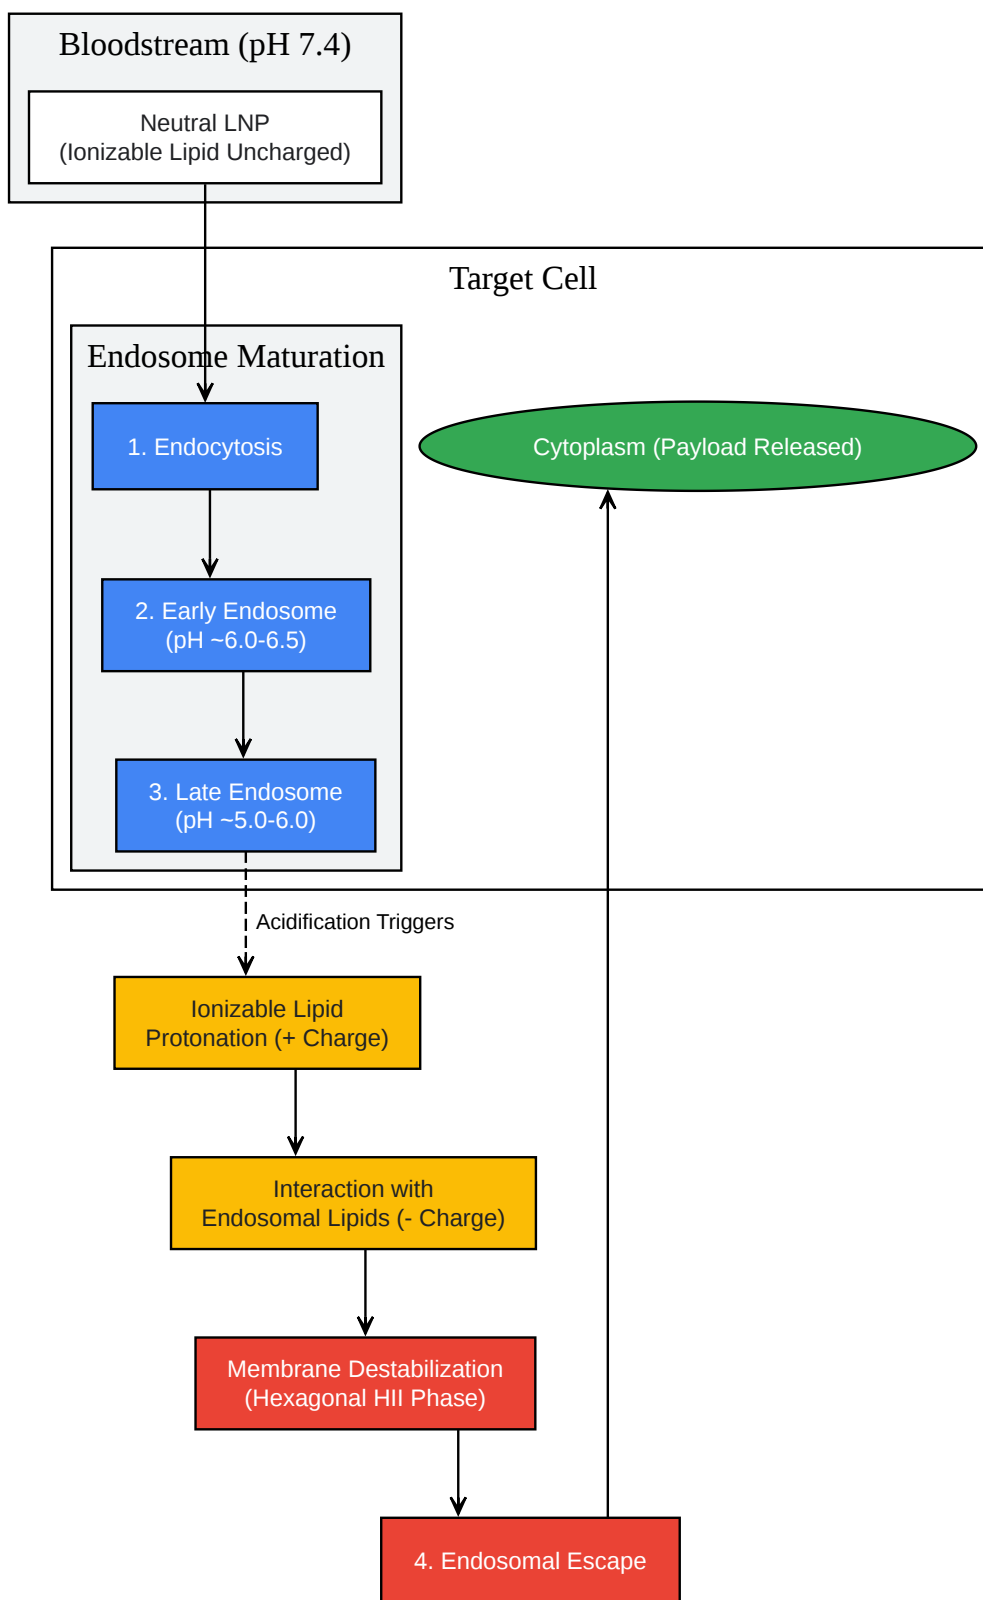 Bloodstream (pH 7.4)
Neutral LNP
(Ionizable Lipid Uncharged)
Target Cell
Endosome Maturation
1. Endocytosis
Cytoplasm (Payload Released)
2. Early Endosome
(pH ~6.0-6.5)
3. Late Endosome
(pH ~5.0-6.0)
Acidification Triggers
Ionizable Lipid
Protonation (+ Charge)
Interaction with
Endosomal Lipids (- Charge)
Membrane Destabilization
(Hexagonal HII Phase)
4. Endosomal Escape